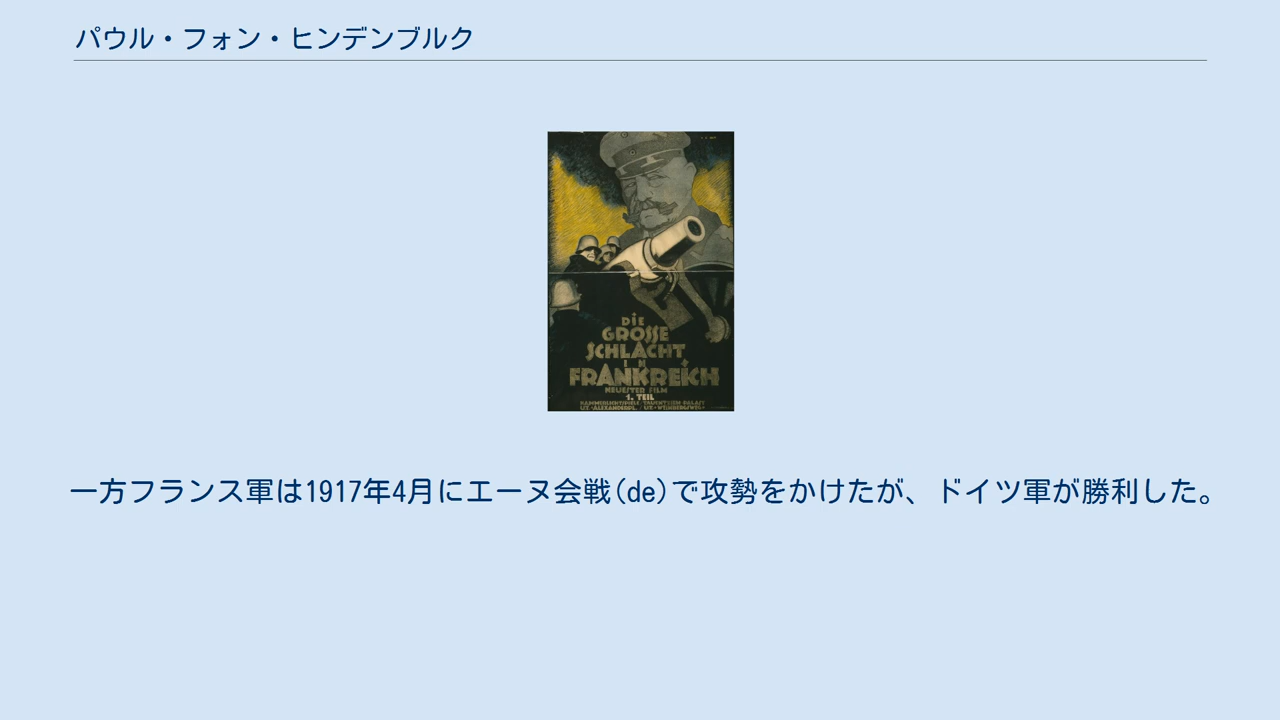 パウル・フォン・ヒンデンブルク
DIE
GROSSE
SCHLACHT
IN
FRANKREICH
NEUESTER FILM
1. TEIL
一方フランス軍は1917年4月にエーヌ会戦(de)で攻勢をかけたが、ドイツ軍が勝利した。